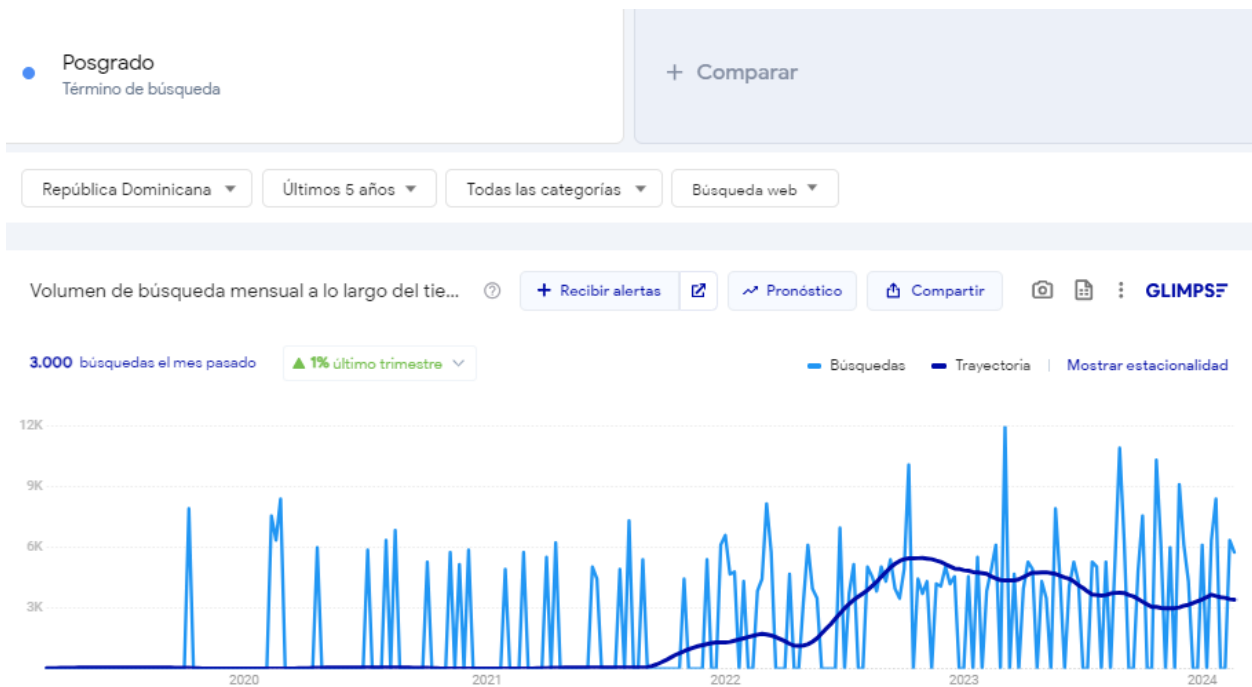 Posgrado
Término de búsqueda
+ Comparar
República Dominicana
Últimos 5 años
Todas las categorías
Búsqueda web
Volumen de búsqueda mensual a lo largo del tie...
+ Recibir alertas
Pronóstico
Compartir
GLIMPSE
3.000 búsquedas el mes pasado
1% último trimestre
Búsquedas
Trayectoria
Mostrar estacionalidad
12K
9K
6K
3K
2020 2021 2022 2023 2024